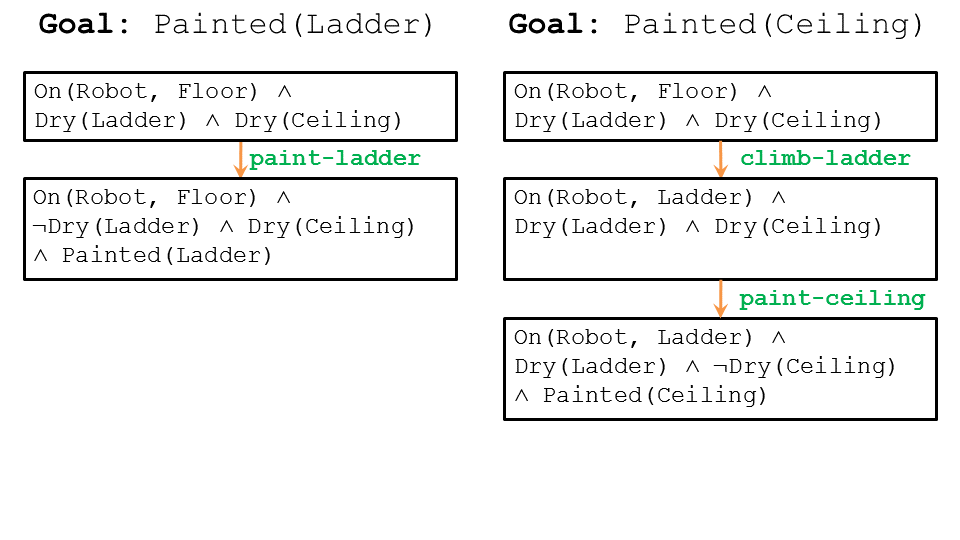 Goal: Painted(Ladder)
On(Robot, Floor) ∧
Dry(Ladder) ∧ Dry(Ceiling)
paint-ladder
On(Robot, Floor) ∧
¬Dry(Ladder) ∧ Dry(Ceiling)
∧ Painted(Ladder)
Goal: Painted(Ceiling)
On(Robot, Floor) ∧
Dry(Ladder) ∧ Dry(Ceiling)
climb-ladder
On(Robot, Ladder) ∧
Dry(Ladder) ∧ Dry(Ceiling)
paint-ceiling
On(Robot, Ladder) ∧
Dry(Ladder) ∧ ¬Dry(Ceiling)
∧ Painted(Ceiling)